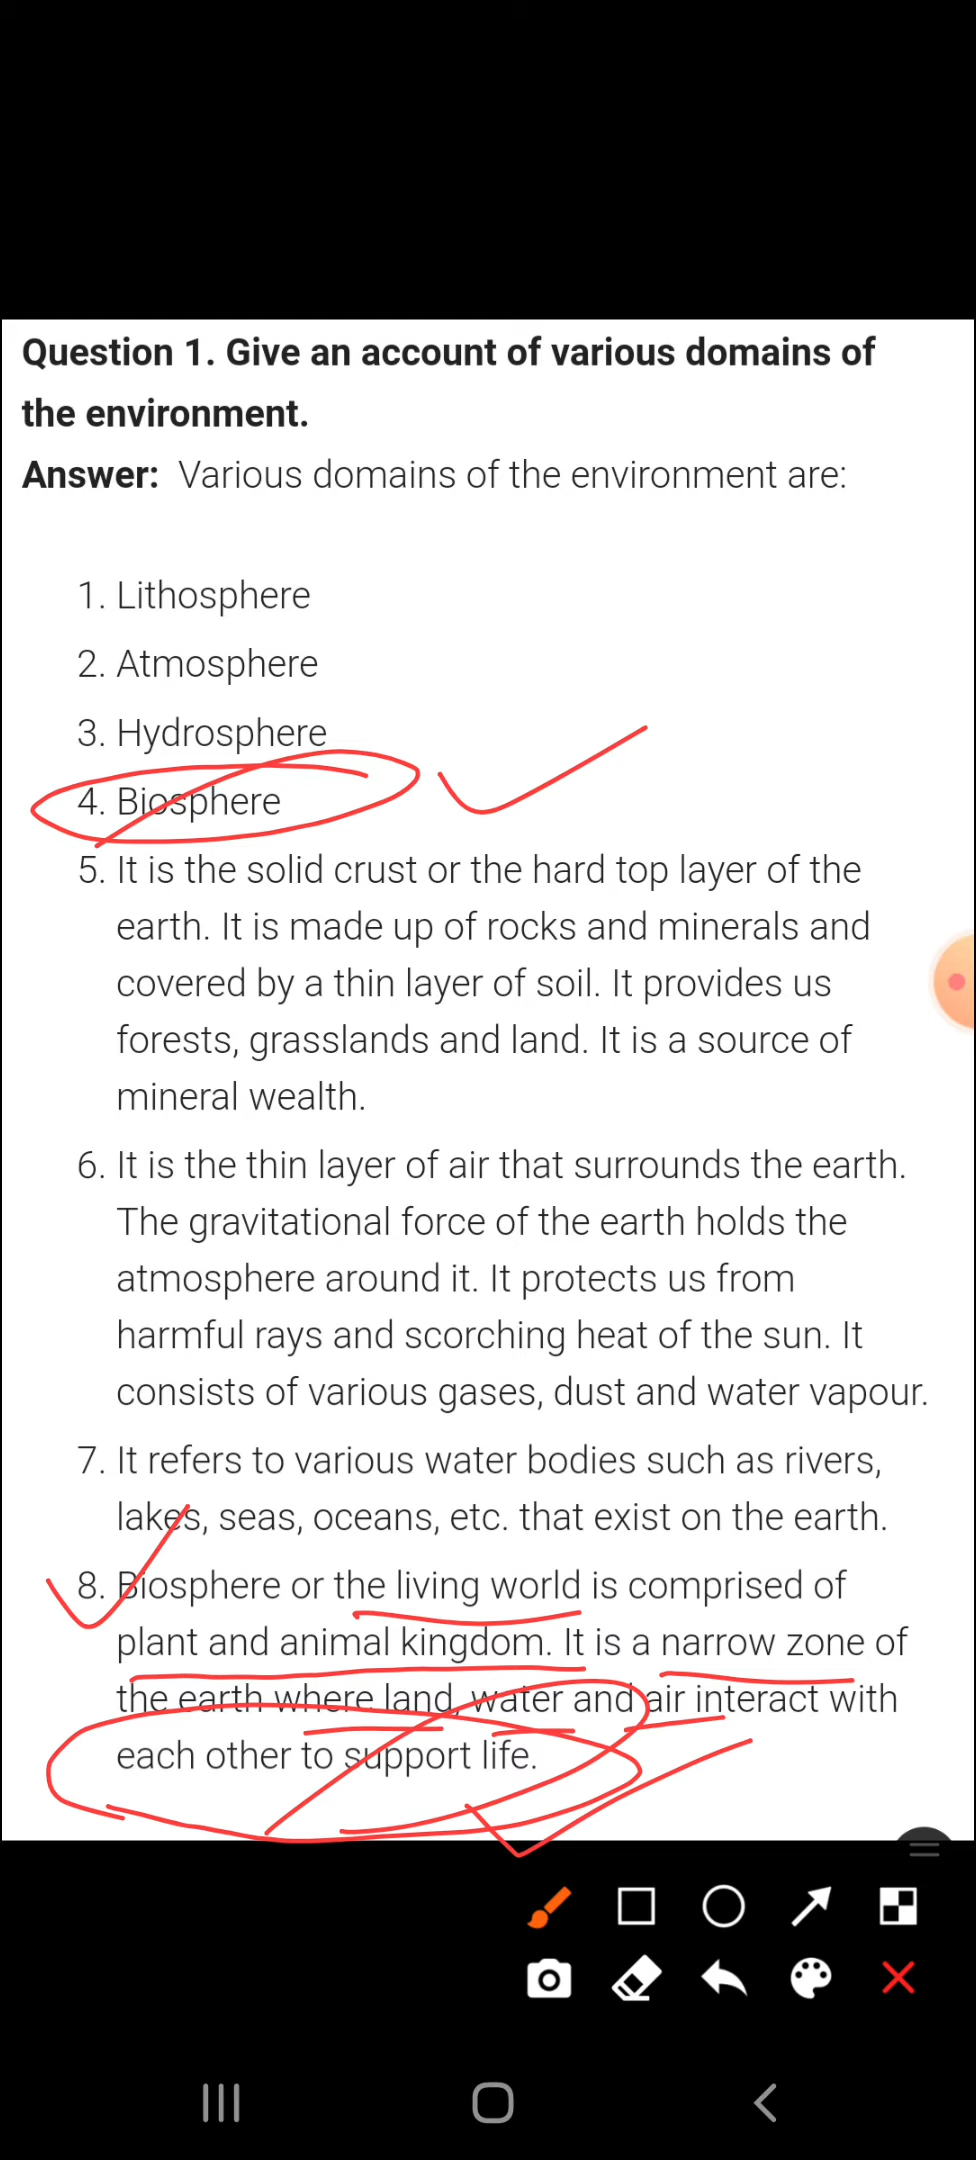 Question 1. Give an account of various domains of
the environment.
Answer: Various domains of the environment are:
1. Lithosphere
2. Atmosphere
3. Hydrosphere
4. Biosphere
5. It is the solid crust or the hard top layer of the
earth. It is made up of rocks and minerals and
covered by a thin layer of soil. It provides us
forests, grasslands and land. It is a source of
mineral wealth.
6. It is the thin layer of air that surrounds the earth.
The gravitational force of the earth holds the
atmosphere around it. It protects us from
harmful rays and scorching heat of the sun. It
consists of various gases, dust and water vapour.
7. It refers to various water bodies such as rivers,
lakes, seas, oceans, etc. that exist on the earth.
8. Biosphere or the living world is comprised of
plant and animal kingdom. It is a narrow zone of
the earth where land, water and air interact with
each other to support life.